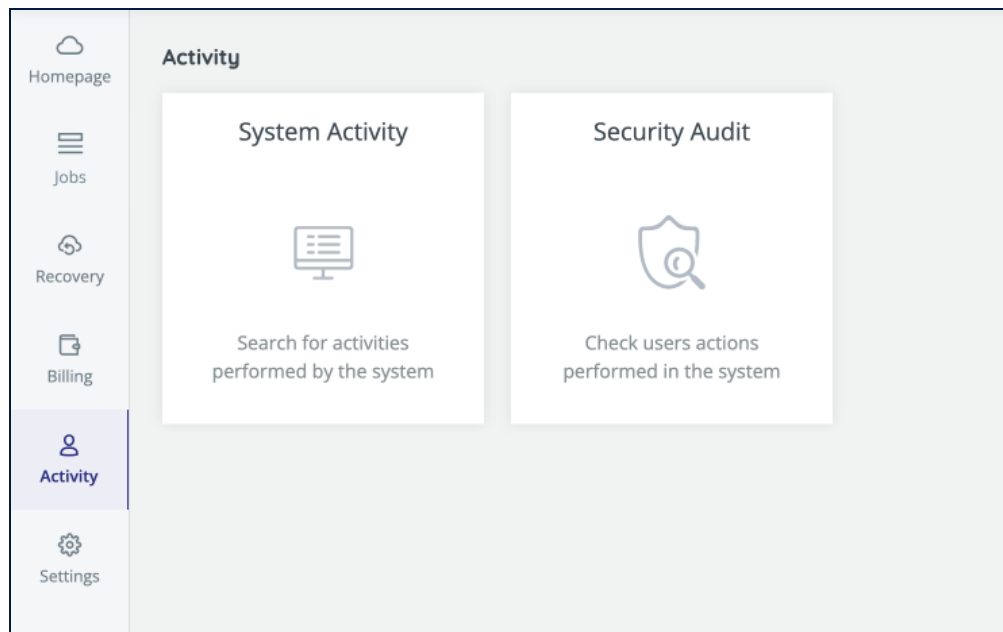 Homepage
Jobs
Recovery
Billing
Activity
Settings
Activity
System Activity
Search for activities
performed by the system
Security Audit
Check users actions
performed in the system